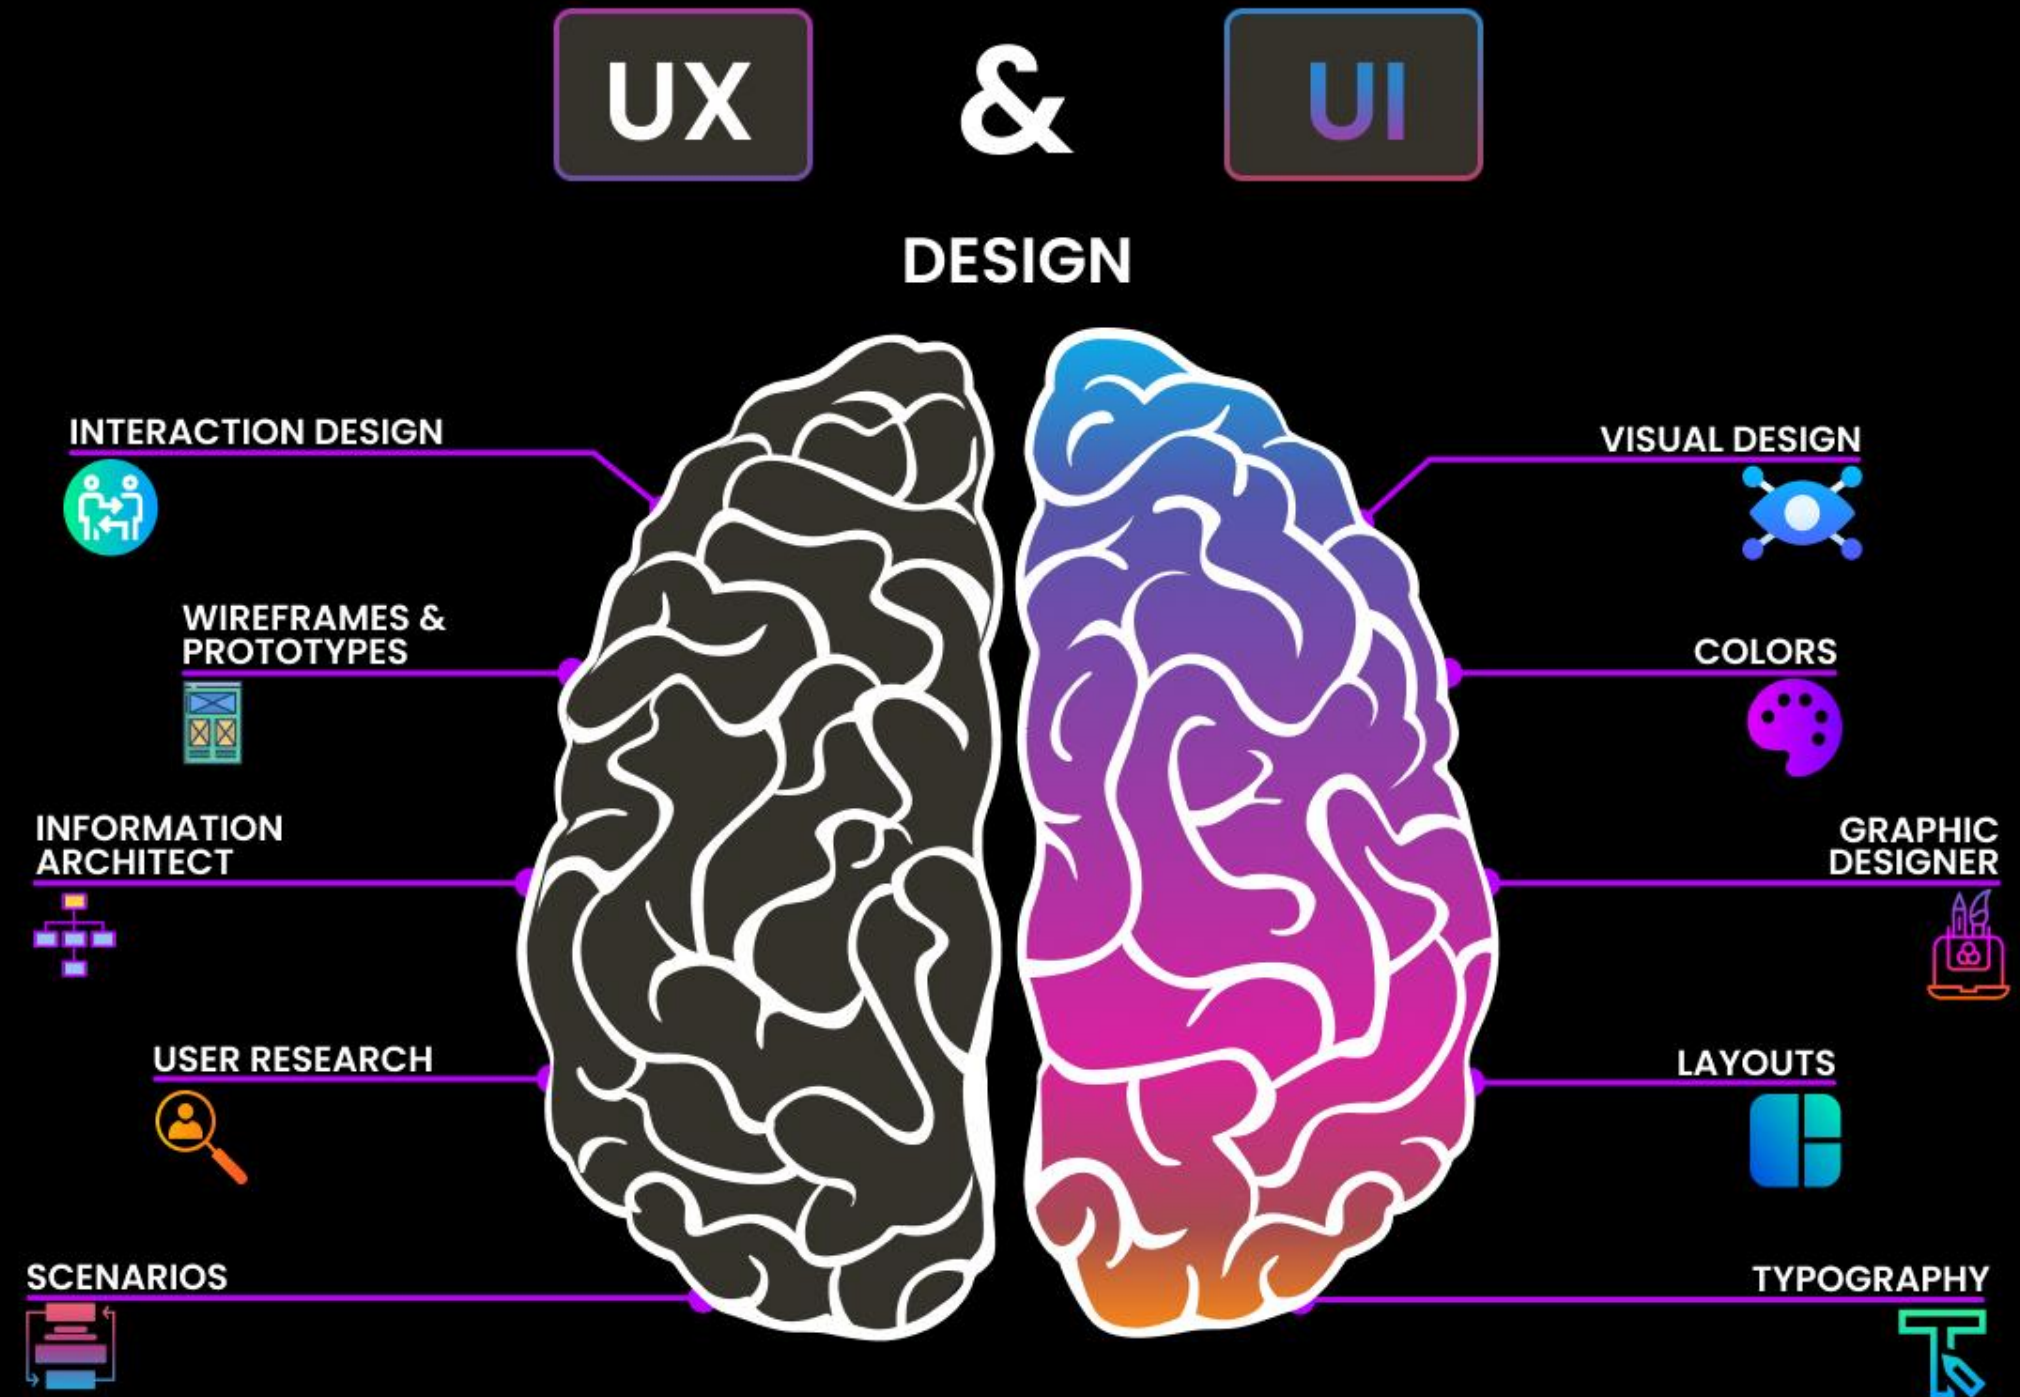 UX & UI
DESIGN
INTERACTION DESIGN
WIREFRAMES &
PROTOTYPES
INFORMATION
ARCHITECT
USER RESEARCH
SCENARIOS
VISUAL DESIGN
COLORS
GRAPHIC
DESIGNER
LAYOUTS
TYPOGRAPHY